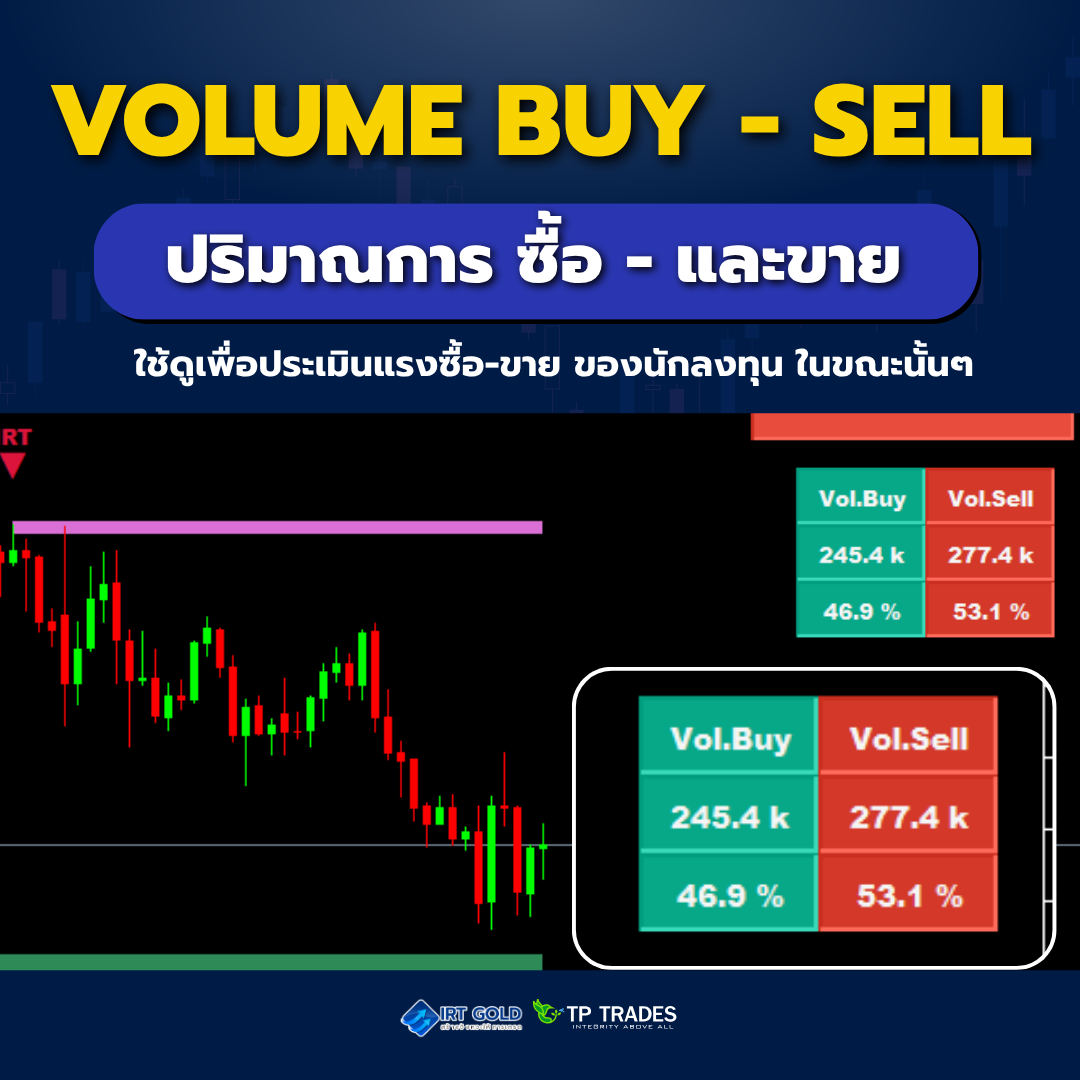 VOLUME BUY - SELL
ปริมาณการ ซื้อ - และขาย
ใช้ดูเพื่อประเมินแรงซื้อ-ขาย ของนักลงทุน ในขณะนั้นๆ
RT
Vol.Buy Vol.Sell
245.4 k 277.4 k
46.9 % 53.1 %
Vol.Buy Vol.Sell
245.4 k 277.4 k
46.9 % 53.1 %
IRT GOLD
TP TRADES
INTEGRITY ABOVE ALL